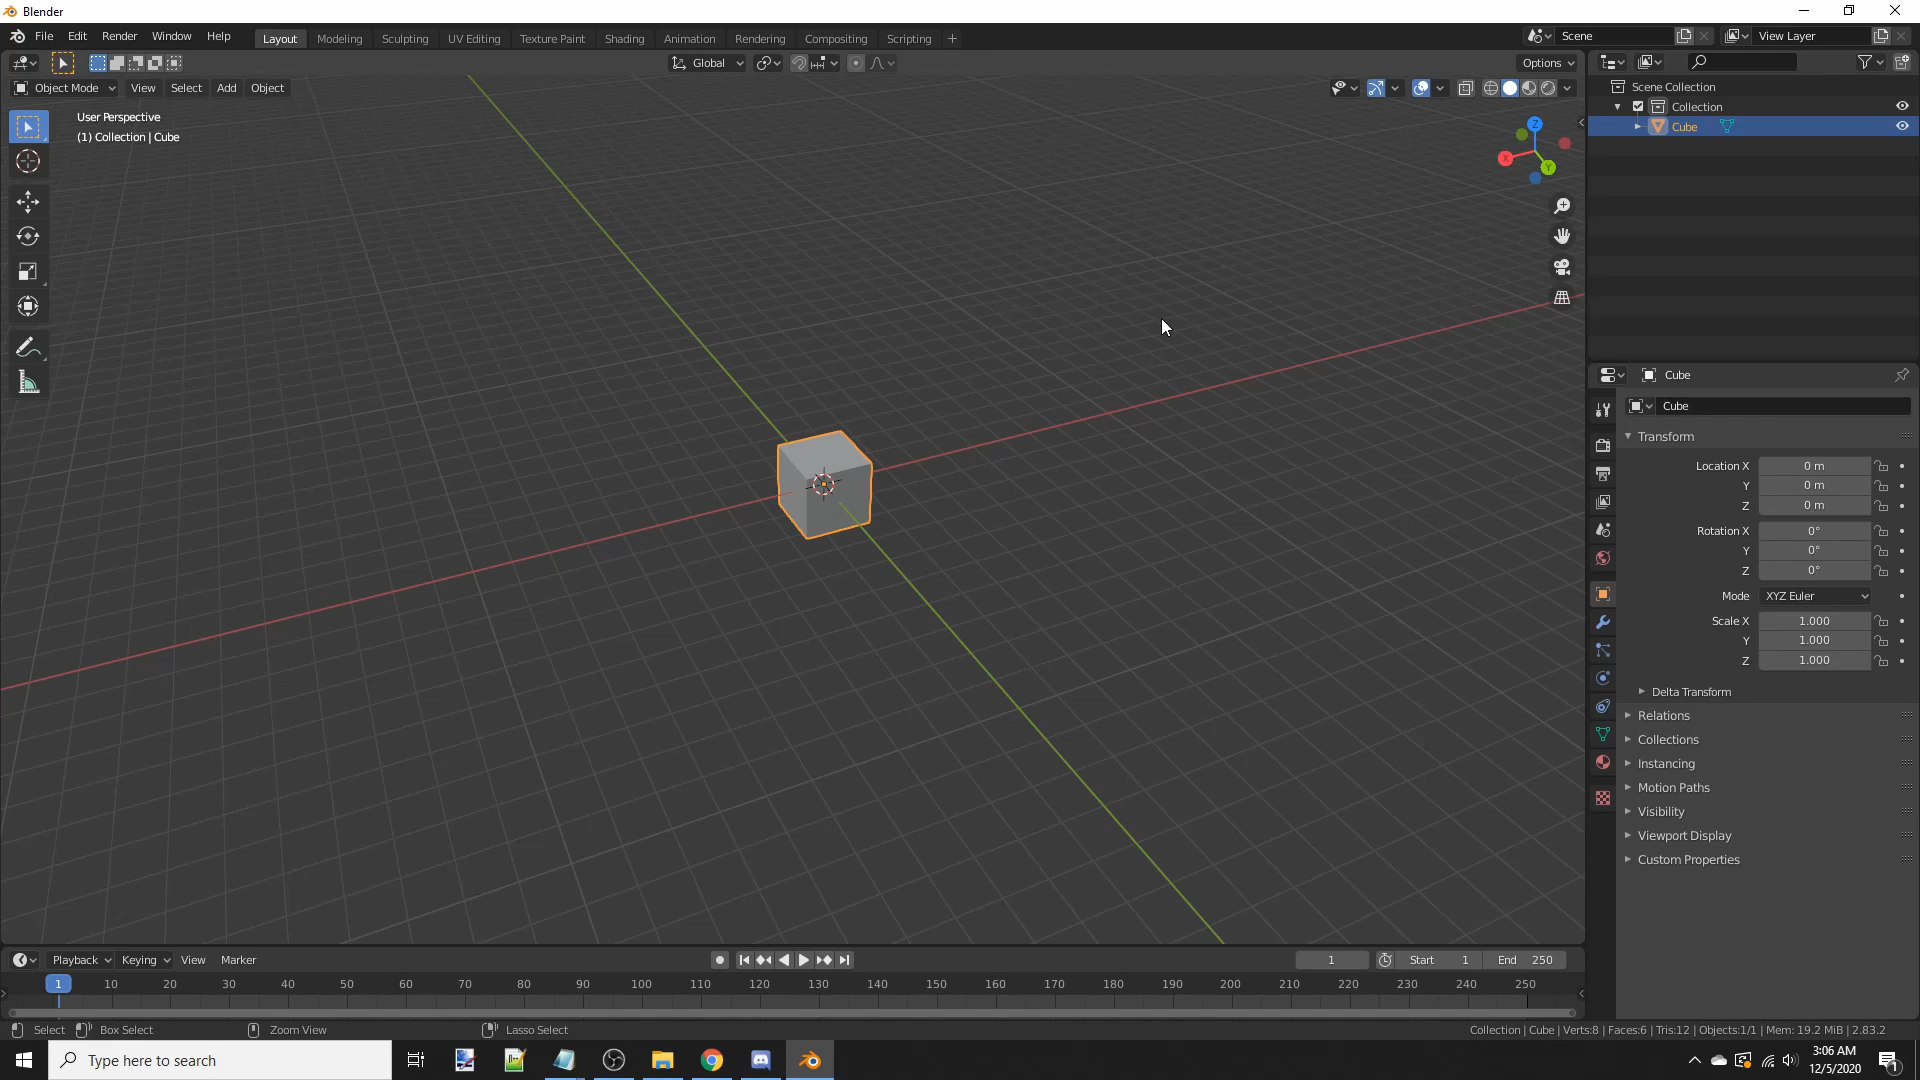 Blender
File Edit Render Window Help Layout Modeling Sculpting UV Editing Texture Paint Shading Animation Rendering Compositing Scripting + Scene View Layer
Global Options
Object Mode View Select Add Object
User Perspective
(1) Collection | Cube
Z
X
Y
Scene Collection
Collection
Cube
Cube
Cube
Transform
Location X 0 m
Y 0 m
Z 0 m
Rotation X 0°
Y 0°
Z 0°
Mode XYZ Euler
Scale X 1.000
Y 1.000
Z 1.000
Delta Transform
Relations
Collections
Instancing
Motion Paths
Visibility
Viewport Display
Custom Properties
Playback Keying View Marker 1 Start 1 End 250
1 10 20 30 40 50 60 70 80 90 100 110 120 130 140 150 160 170 180 190 200 210 220 230 240 250
Select Box Select Zoom View Lasso Select Collection | Cube | Verts:8 | Faces:6 | Tris:12 | Objects:1/1 | Mem: 19.2 MiB | 2.83.2
Type here to search
3:06 AM
12/5/2020
1